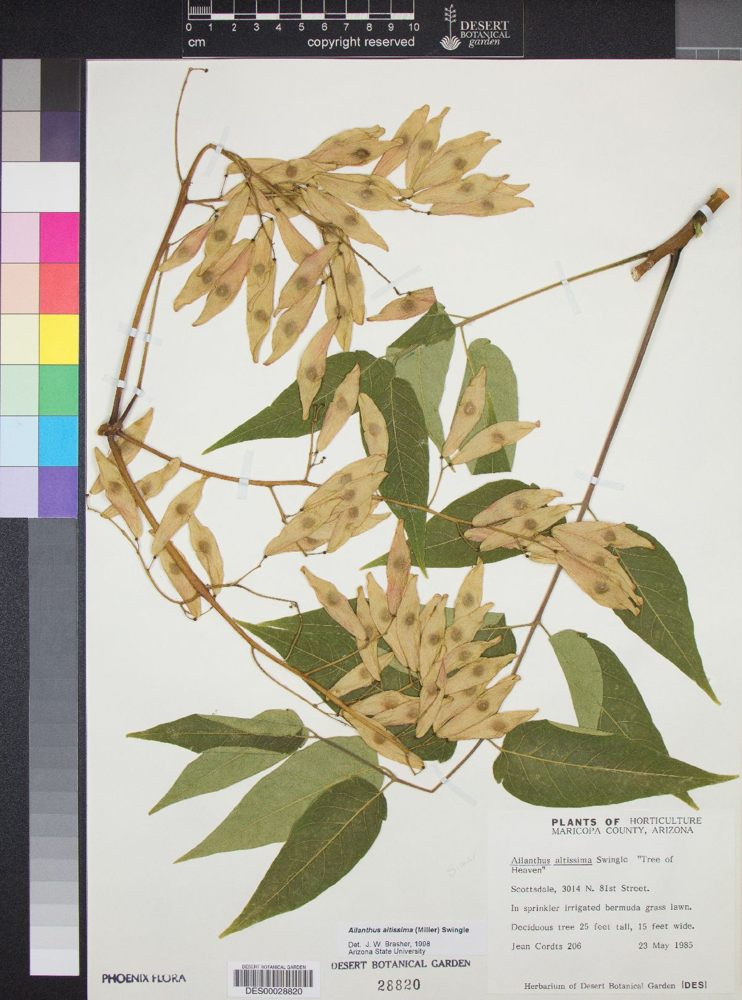 0 1 2 3 4 5 6 7 8 9 10
cm
copyright reserved
DESERT
BOTANICAL
garden
PLANTS OF HORTICULTURE
MARICOPA COUNTY, ARIZONA
Ailanthus altissima Swingle "Tree of
Heaven"
Scottsdale, 3014 N. 81st Street.
In sprinkler irrigated bermuda grass lawn.
Deciduous tree 25 feet tall, 15 feet wide.
Jean Cordts 206 23 May 1985
Herbarium of Desert Botanical Garden (DES)
Simar
Ailanthus altissima (Miller) Swingle
Det. J. W. Brasher, 1998
Arizona State University
DESERT BOTANICAL GARDEN
28820
DESERT BOTANICAL GARDEN
DES00028820
PHOENIX FLORA